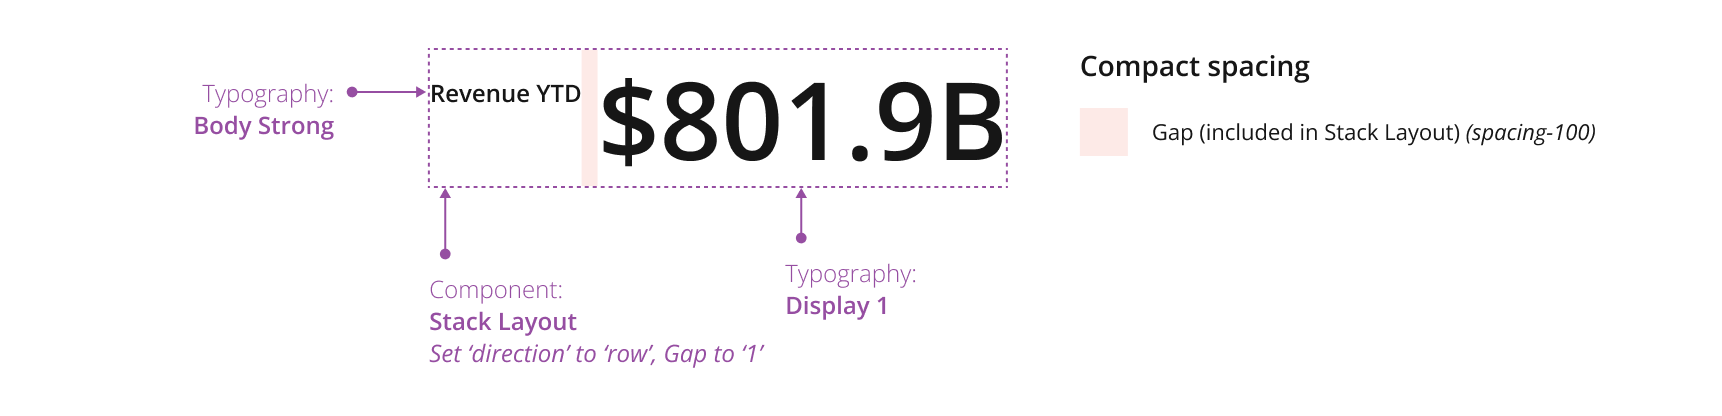 Typography:
Body Strong
Revenue YTD
$801.9B
Component:
Stack Layout
Set ‘direction’ to ‘row’, Gap to ‘1’
Typography:
Display 1
Compact spacing
Gap (included in Stack Layout) (spacing-100)